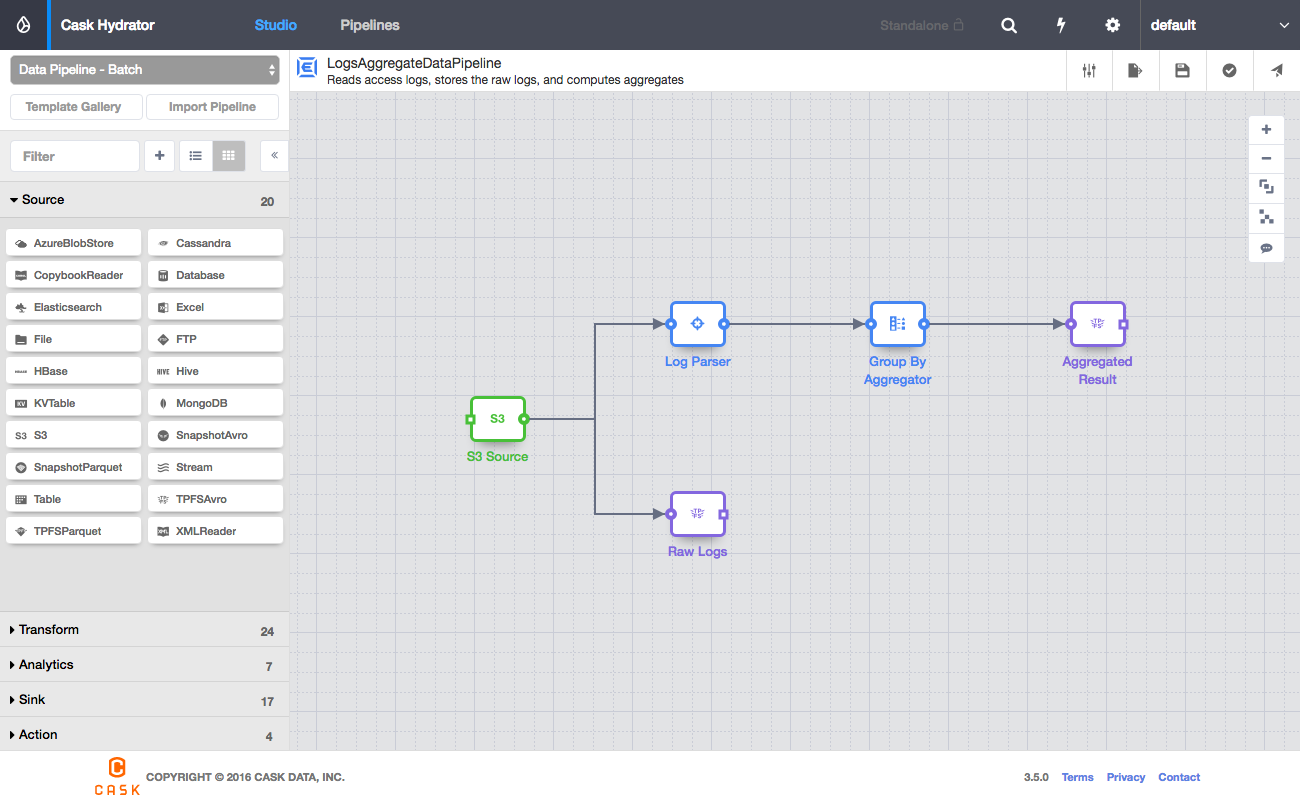 Cask Hydrator Studio Pipelines Standalone default
Data Pipeline - Batch
LogsAggregateDataPipeline
Reads access logs, stores the raw logs, and computes aggregates
Template Gallery Import Pipeline
Filter
Source 20
AzureBlobStore Cassandra
CopybookReader Database
Elasticsearch Excel
File FTP
HBase HIVE Hive
KV KVTable MongoDB
S3 S3 SnapshotAvro
SnapshotParquet Stream
Table TPFSAvro
TPFSParquet XMLReader
Transform 24
Analytics 7
Sink 17
Action 4
Log Parser
Group By
Aggregator
Aggregated
Result
S3
S3 Source
Raw Logs
CASK
COPYRIGHT © 2016 CASK DATA, INC.
3.5.0 Terms Privacy Contact